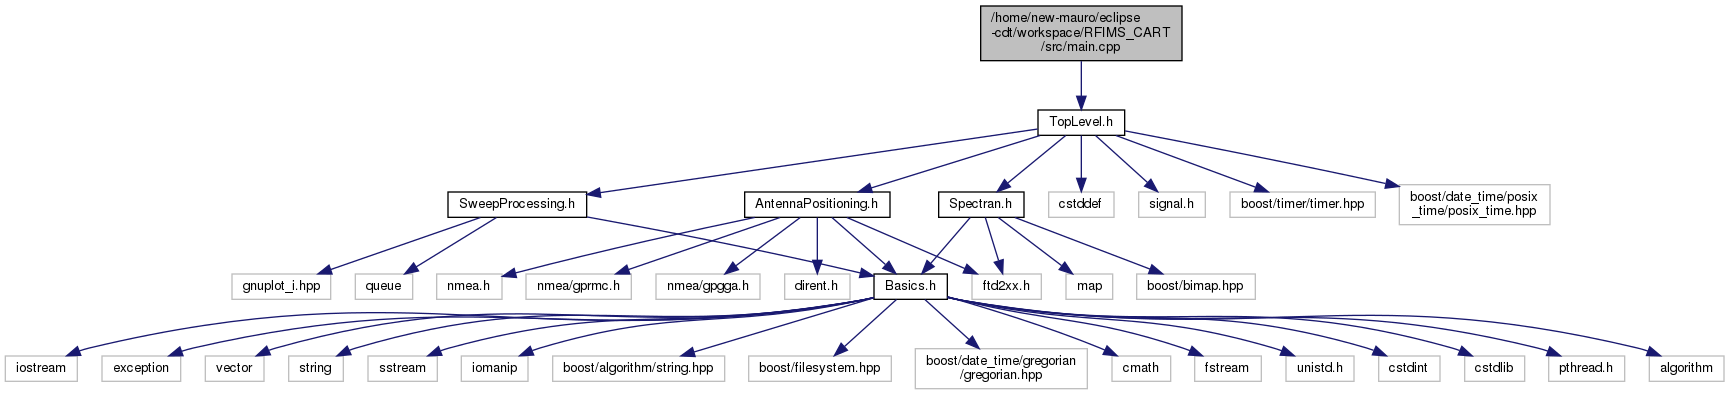 /home/new-mauro/eclipse
-cdt/workspace/RFIMS_CART
/src/main.cpp
TopLevel.h
SweepProcessing.h
AntennaPositioning.h
Spectran.h
cstddef
signal.h
boost/timer/timer.hpp
boost/date_time/posix
_time/posix_time.hpp
gnuplot_i.hpp
queue
nmea.h
nmea/gprmc.h
nmea/gpgga.h
dirent.h
Basics.h
ftd2xx.h
map
boost/bimap.hpp
iostream
exception
vector
string
sstream
iomanip
boost/algorithm/string.hpp
boost/filesystem.hpp
boost/date_time/gregorian
/gregorian.hpp
cmath
fstream
unistd.h
cstdint
cstdlib
pthread.h
algorithm